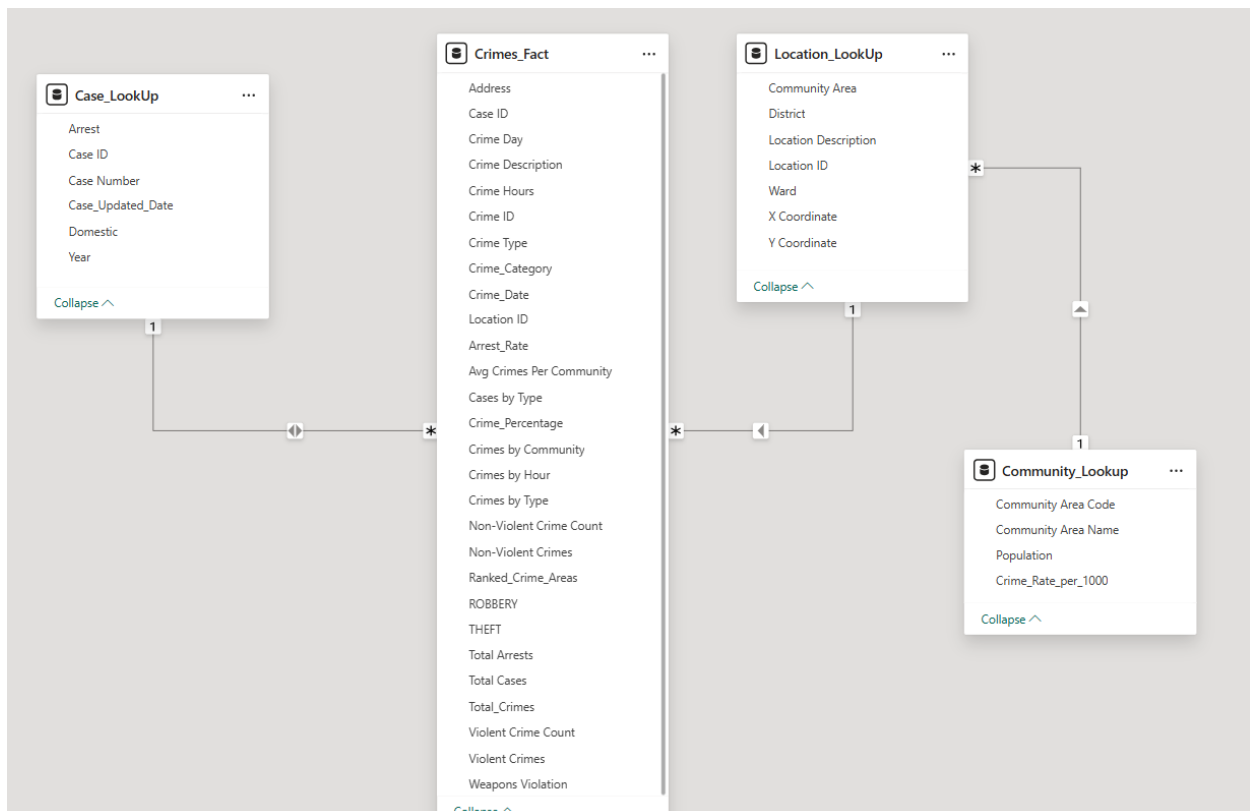 Case_LookUp
...
Arrest
Case ID
Case Number
Case_Updated_Date
Domestic
Year
Collapse
1
Crimes_Fact
...
Address
Case ID
Crime Day
Crime Description
Crime Hours
Crime ID
Crime Type
Crime_Category
Crime_Date
Location ID
Arrest_Rate
Avg Crimes Per Community
Cases by Type
Crime_Percentage
Crimes by Community
Crimes by Hour
Crimes by Type
Non-Violent Crime Count
Non-Violent Crimes
Ranked_Crime_Areas
ROBBERY
THEFT
Total Arrests
Total Cases
Total_Crimes
Violent Crime Count
Violent Crimes
Weapons Violation
Collapse
*
*
Location_LookUp
...
Community Area
District
Location Description
Location ID
Ward
X Coordinate
Y Coordinate
Collapse
1
*
1
Community_Lookup
...
Community Area Code
Community Area Name
Population
Crime_Rate_per_1000
Collapse